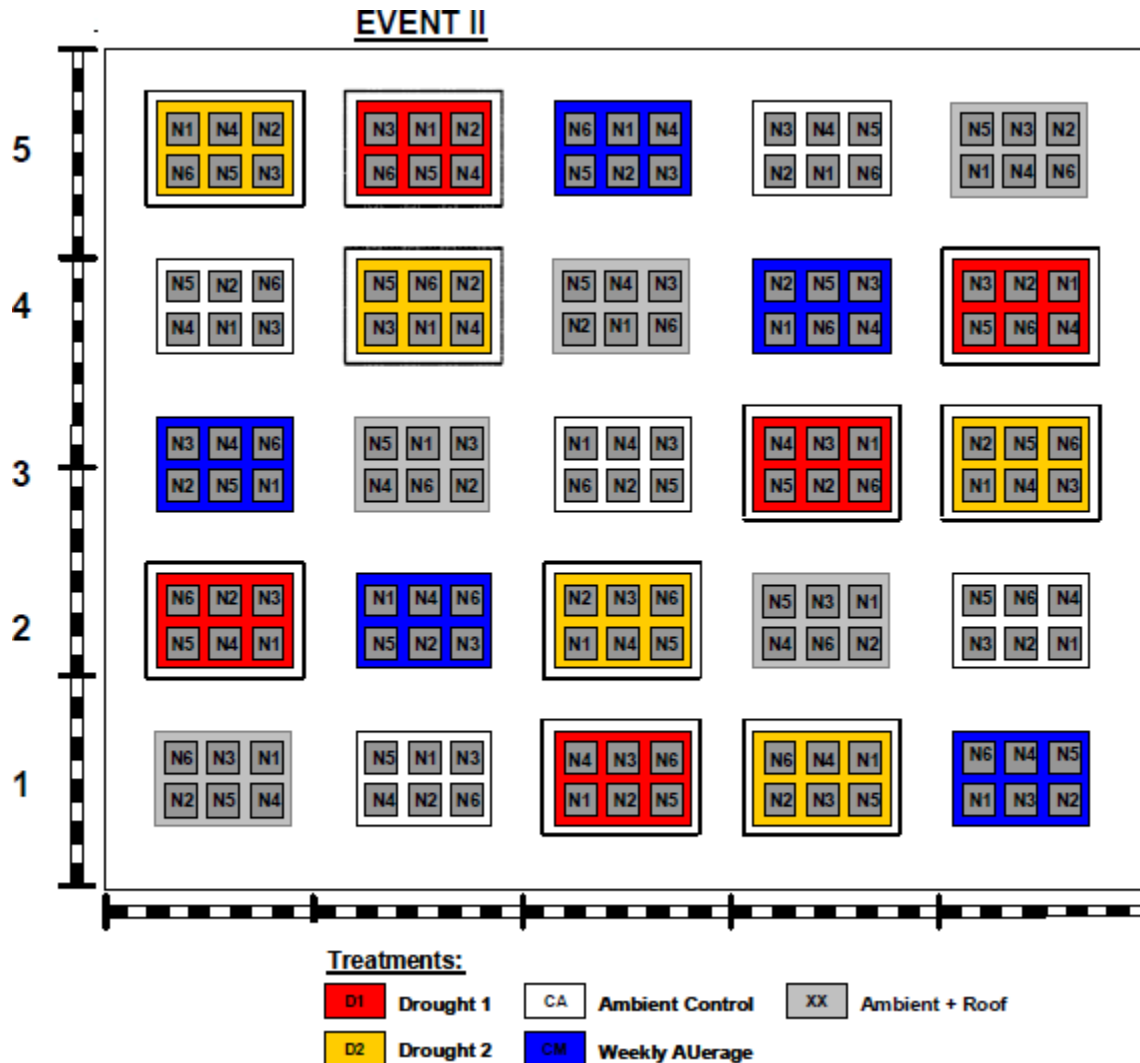 EVENT II
N1 N4 N2 N3 N1 N2 N6 N1 N4 N3 N4 N5 N5 N3 N2
5
N6 N5 N3 N6 N5 N4 N5 N2 N3 N2 N1 N6 N1 N4 N6
N5 N2 N6 N5 N6 N2 N5 N4 N3 N2 N5 N3 N3 N2 N1
4
N4 N1 N3 N3 N1 N4 N2 N1 N6 N1 N6 N4 N5 N6 N4
N3 N4 N6 N5 N1 N3 N1 N4 N3 N4 N3 N1 N2 N5 N6
3
N2 N5 N1 N4 N6 N2 N6 N2 N5 N5 N2 N6 N1 N4 N3
N6 N2 N3 N1 N4 N6 N2 N3 N6 N5 N3 N1 N5 N6 N4
2
N5 N4 N1 N5 N2 N3 N1 N4 N5 N4 N6 N2 N3 N2 N1
N6 N3 N1 N5 N1 N3 N4 N3 N6 N6 N4 N1 N6 N4 N5
1
N2 N5 N4 N4 N2 N6 N1 N2 N5 N2 N3 N5 N1 N3 N2
Treatments:
D1 Drought 1 CA Ambient Control XX Ambient + Roof
D2 Drought 2 CM Weekly AUerage